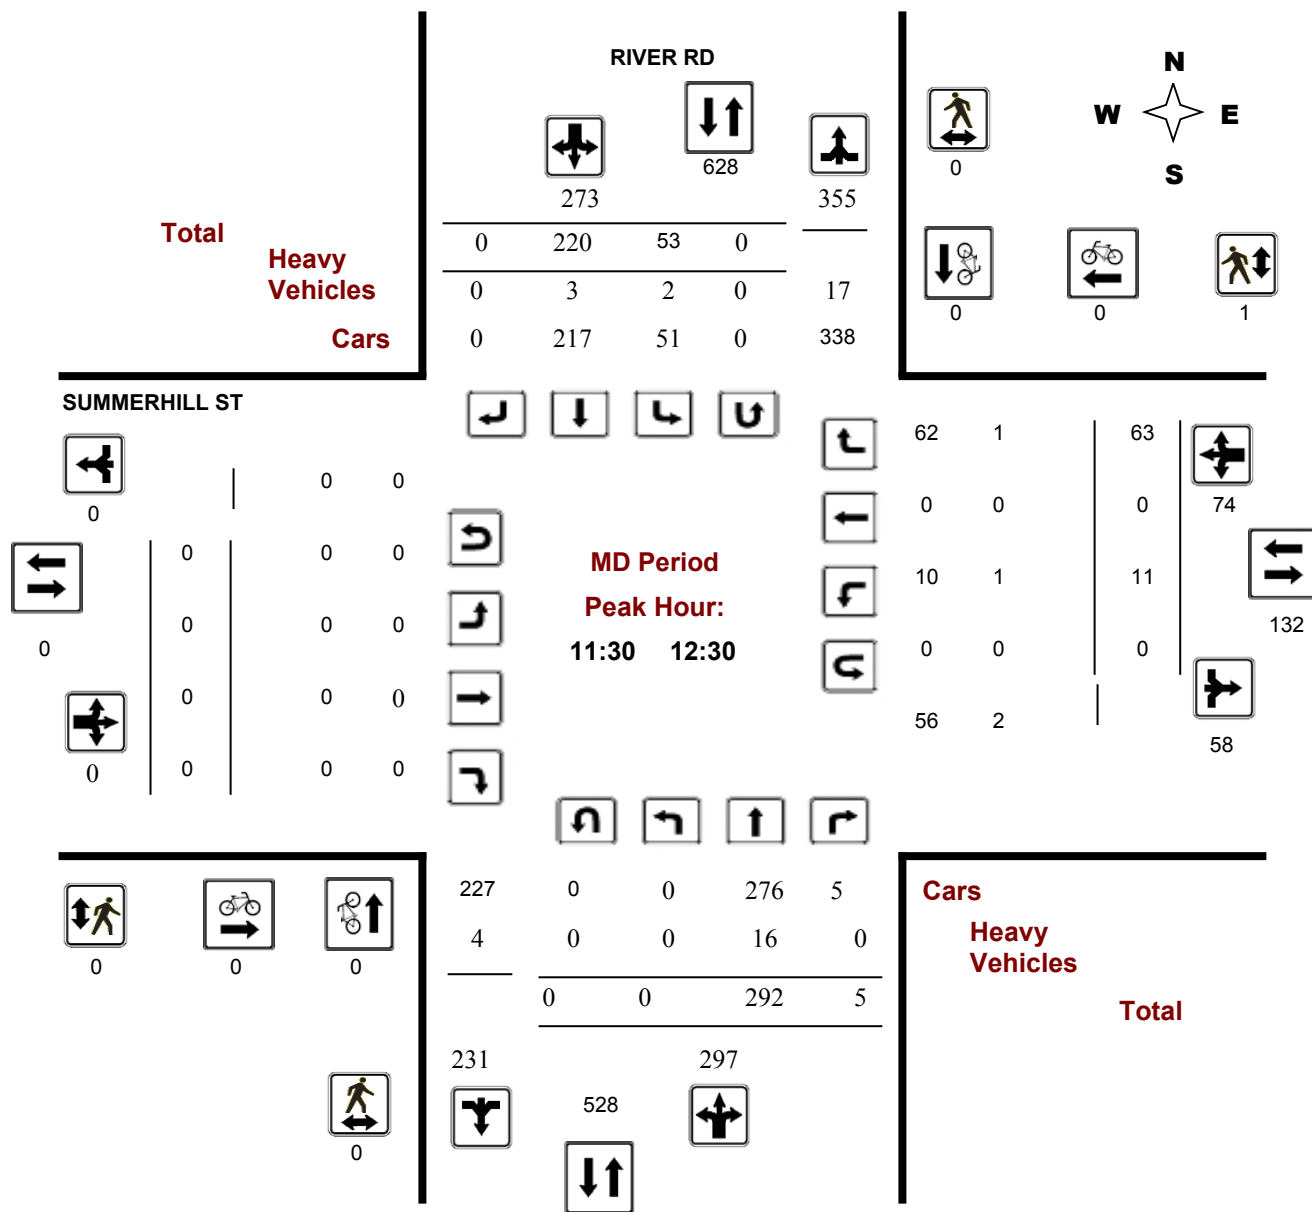 RIVER RD
N
W E
S
628
0
273 355
Total 0 220 53 0
Heavy
Vehicles 0 3 2 0 17
Cars 0 217 51 0 338
0 0 1
SUMMERHILL ST
62 1 63
0 0
0 74
0 0 0
0 0 0
MD Period
10 1 11
Peak Hour:
0 0 0
132
0
11:30 12:30
0 0 0
0 0 0
56 2
58
0
0 0 0
227 0 0 276 5 Cars
4 0 0 16 0 Heavy
Vehicles
0 0 0
0 0 292 5 Total
231 297
528
0